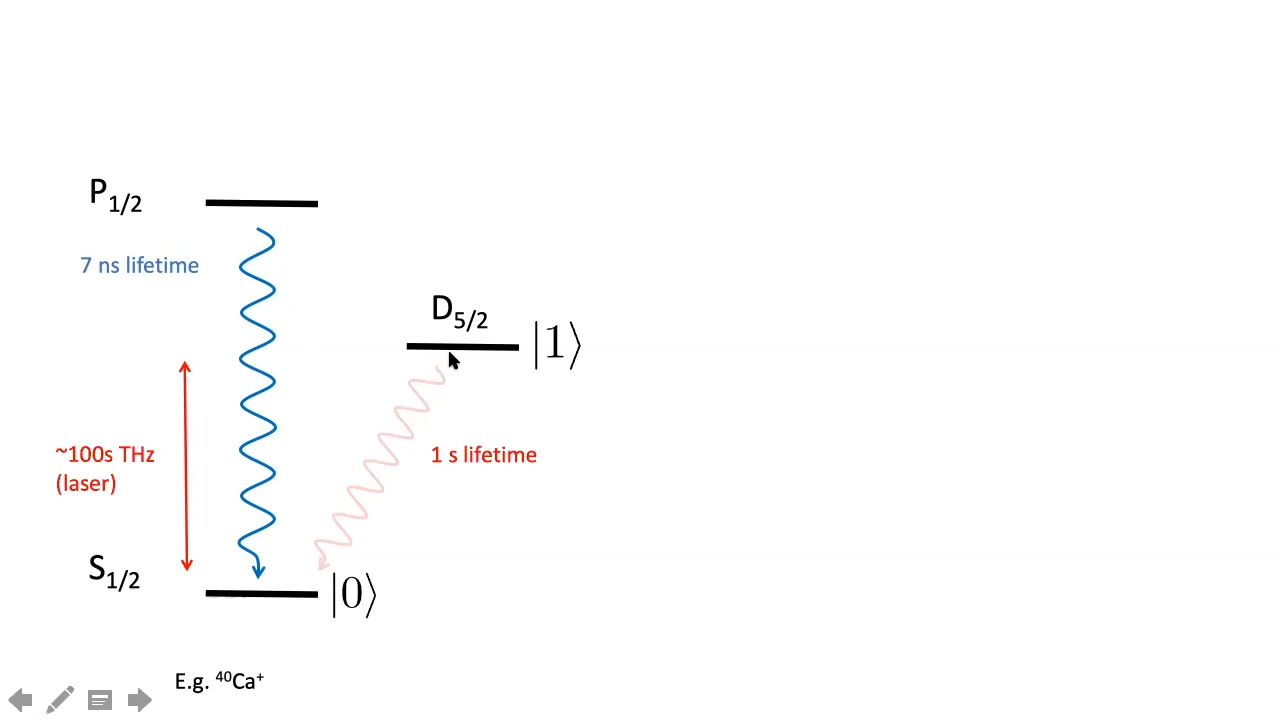 P1/2
7 ns lifetime
D5/2
|1⟩
~100s THz
(laser)
1 s lifetime
S1/2
|0⟩
E.g. ⁴⁰Ca⁺